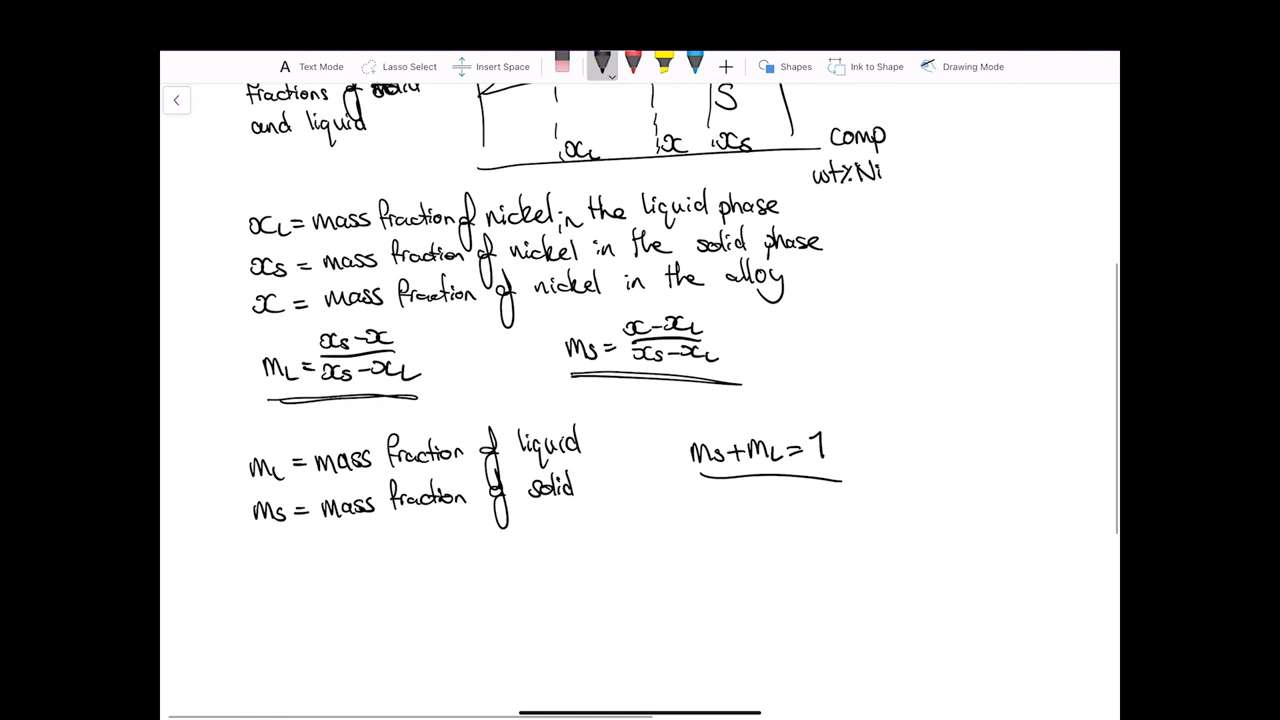 A Text Mode Lasso Select Insert Space + Shapes Ink to Shape Drawing Mode
fractions of solid
and liquid
S
xL x xs
comp
wt%Ni
xL = mass fraction of nickel in the liquid phase
xs = mass fraction of nickel in the solid phase
x = mass fraction of nickel in the alloy
mL = xs - x / xs - xL
ms = x - xL / xs - xL
mL = mass fraction of liquid
ms + mL = 1
ms = mass fraction of solid